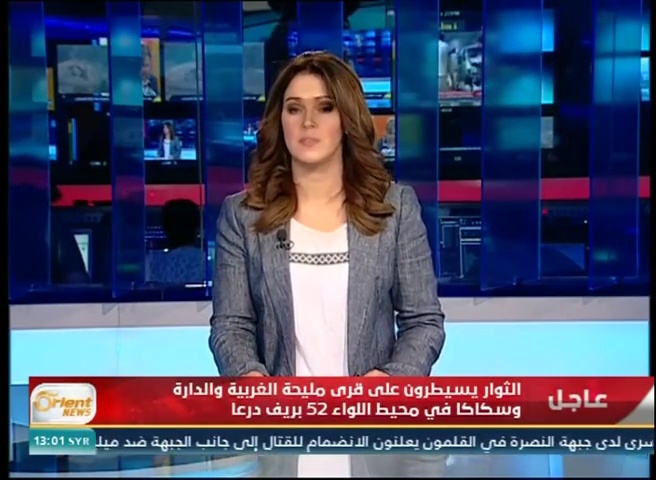 الثوار يسيطرون على قرى مليحة الغربية والدارة
وسكاكا في محيط اللواء 52 بريف درعا
عاجل
Orient
NEWS
13:01 SYR
سرى لدى جبهة النصرة في القلمون يعلنون الانضمام للقتال إلى جانب الجبهة ضد ميلي